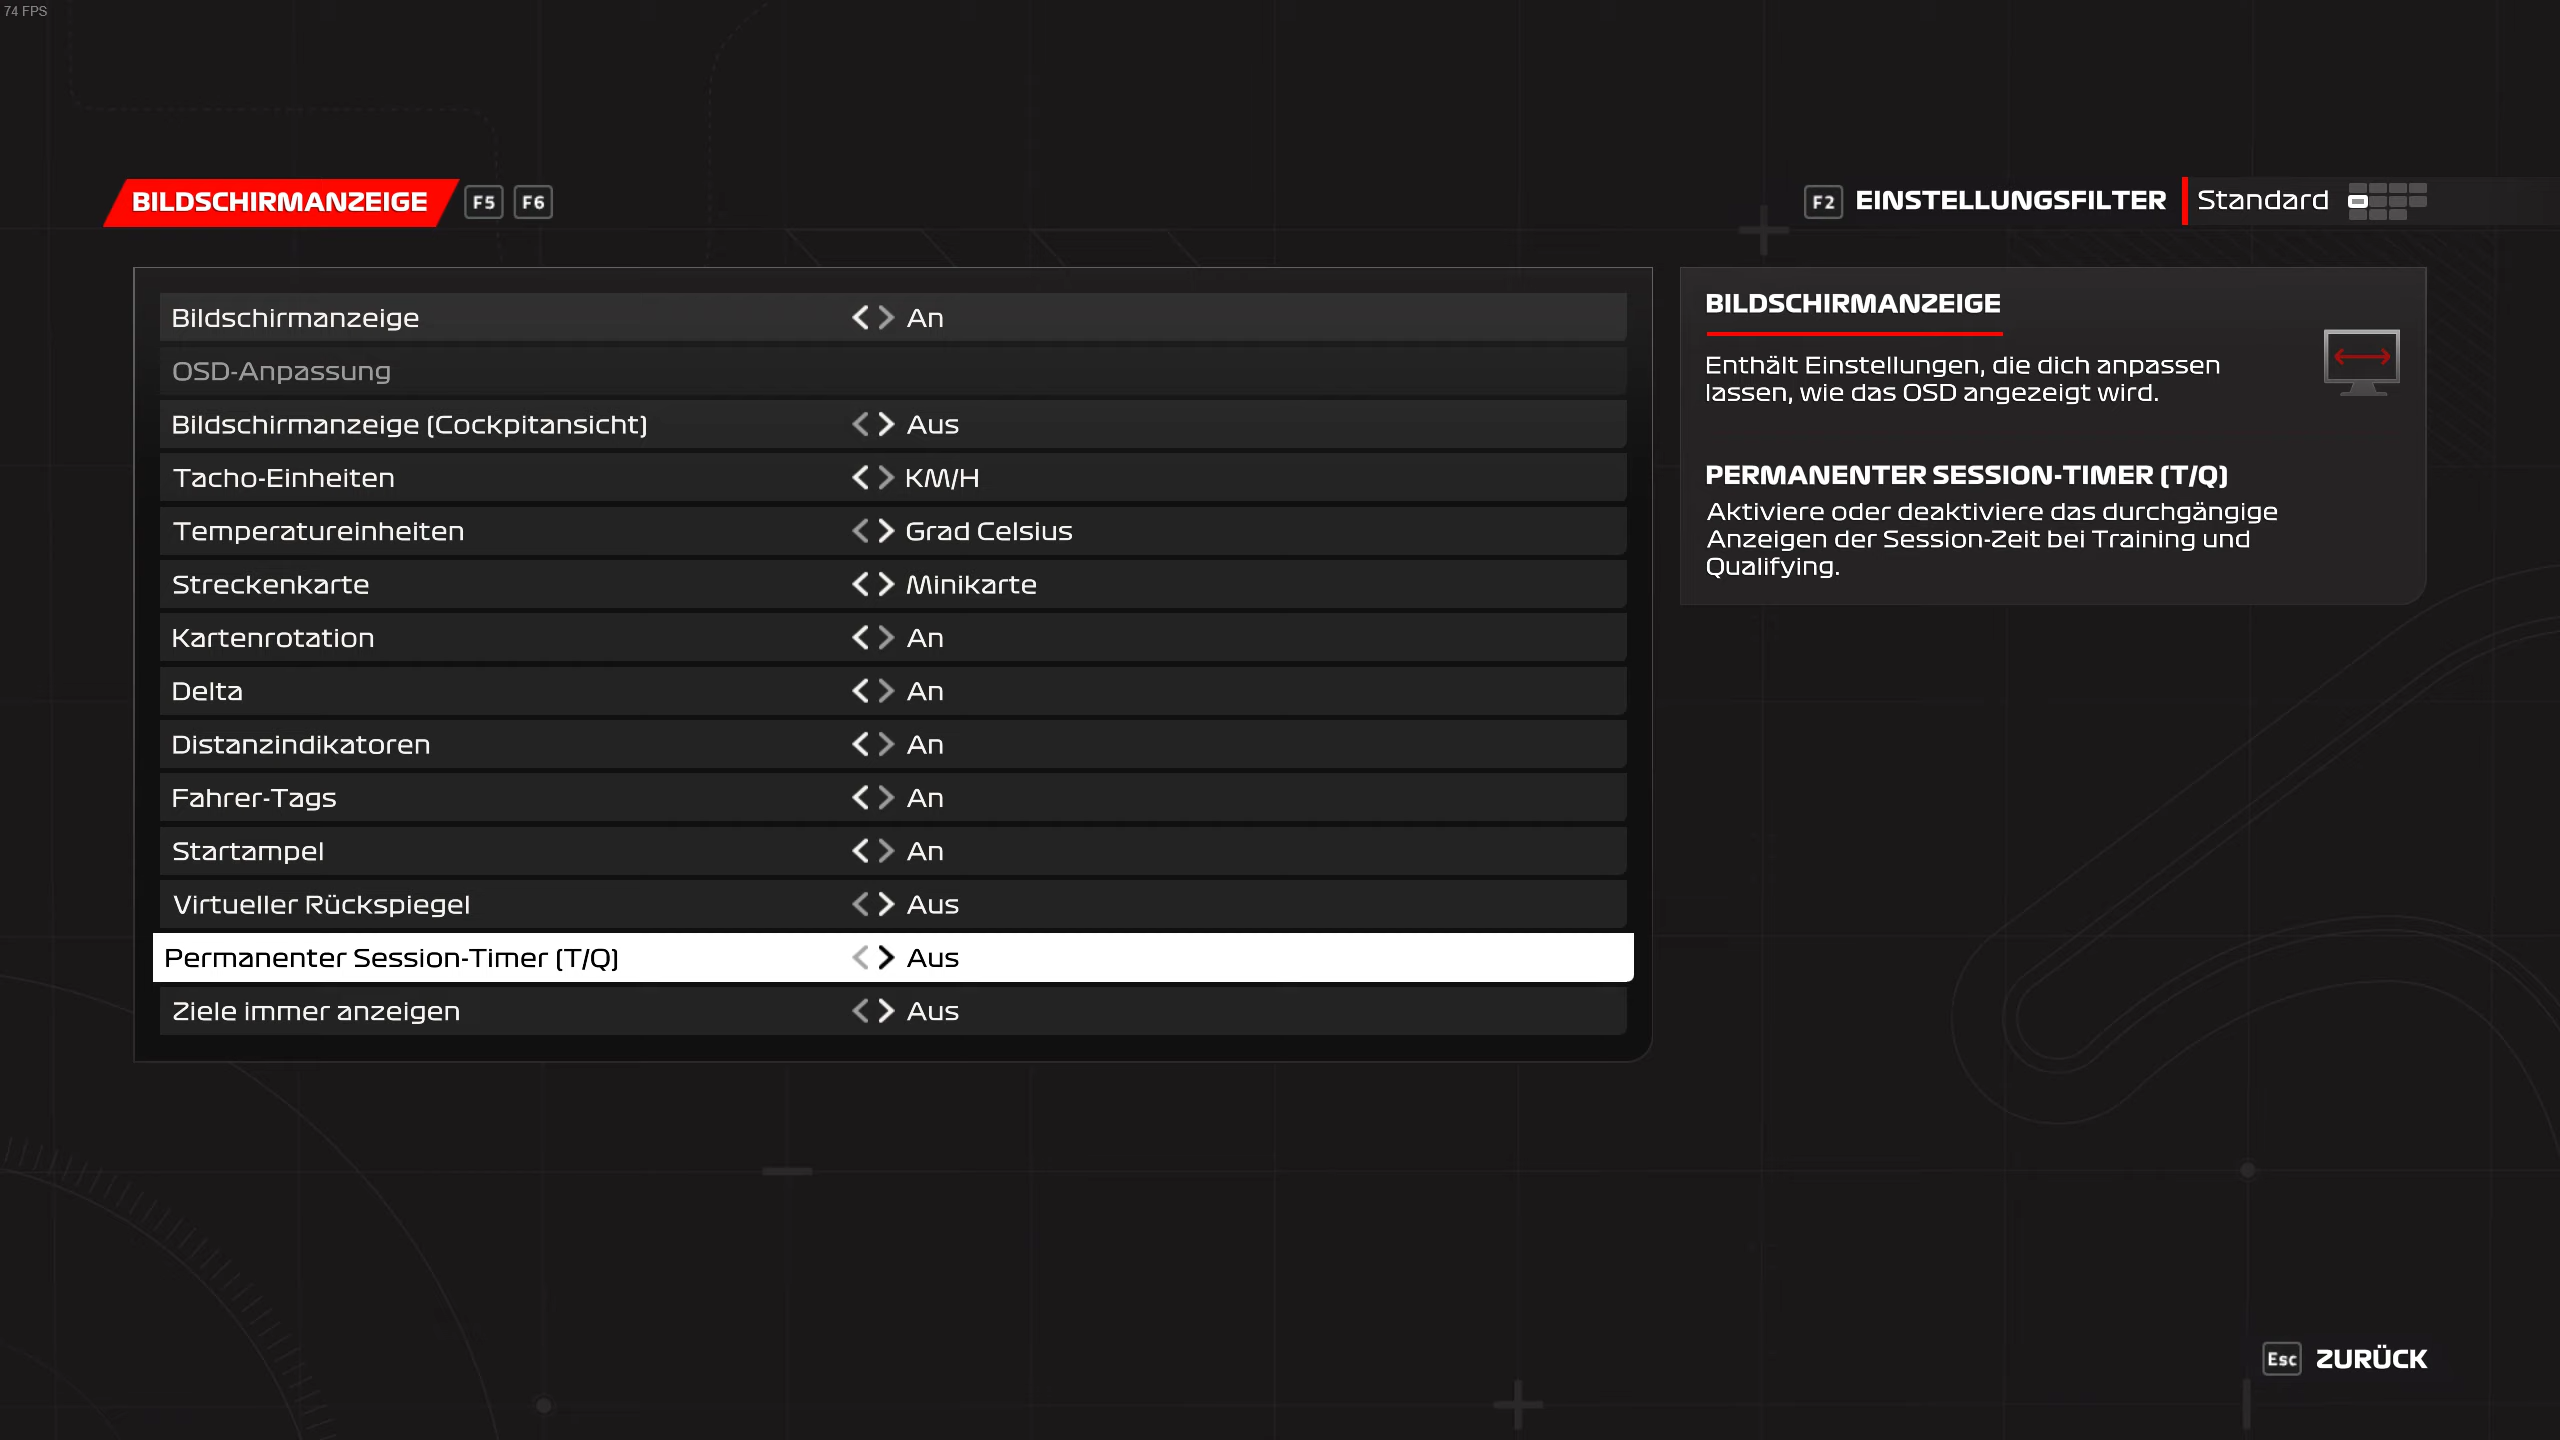 74 FPS
BILDSCHIRMANZEIGE F5 F6
F2 EINSTELLUNGSFILTER Standard
Bildschirmanzeige An
OSD-Anpassung
Bildschirmanzeige (Cockpitansicht) Aus
Tacho-Einheiten KM/H
Temperatureinheiten Grad Celsius
Streckenkarte Minikarte
Kartenrotation An
Delta An
Distanzindikatoren An
Fahrer-Tags An
Startampel An
Virtueller Rückspiegel Aus
Permanenter Session-Timer (T/Q) Aus
Ziele immer anzeigen Aus
BILDSCHIRMANZEIGE
Enthält Einstellungen, die dich anpassen
lassen, wie das OSD angezeigt wird.
PERMANENTER SESSION-TIMER (T/Q)
Aktiviere oder deaktiviere das durchgängige
Anzeigen der Session-Zeit bei Training und
Qualifying.
Esc ZURÜCK